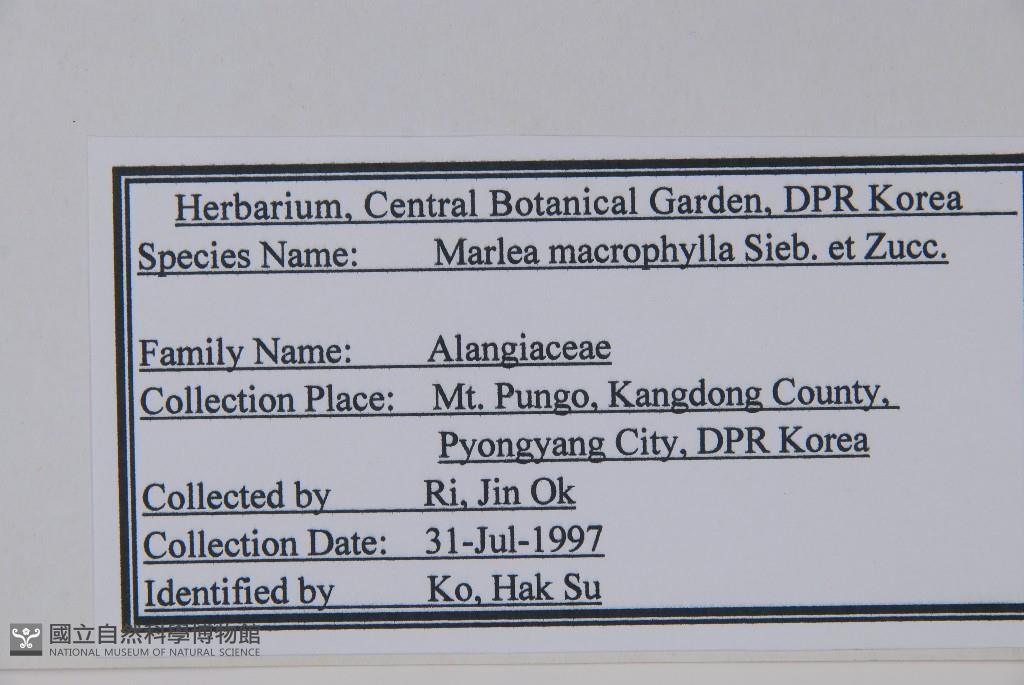 Herbarium, Central Botanical Garden, DPR Korea
Species Name: Marlea macrophylla Sieb. et Zucc.
Family Name: Alangiaceae
Collection Place: Mt. Pungo, Kangdong County,
Pyongyang City, DPR Korea
Collected by Ri, Jin Ok
Collection Date: 31-Jul-1997
Identified by Ko, Hak Su
國立自然科學博物館
NATIONAL MUSEUM OF NATURAL SCIENCE